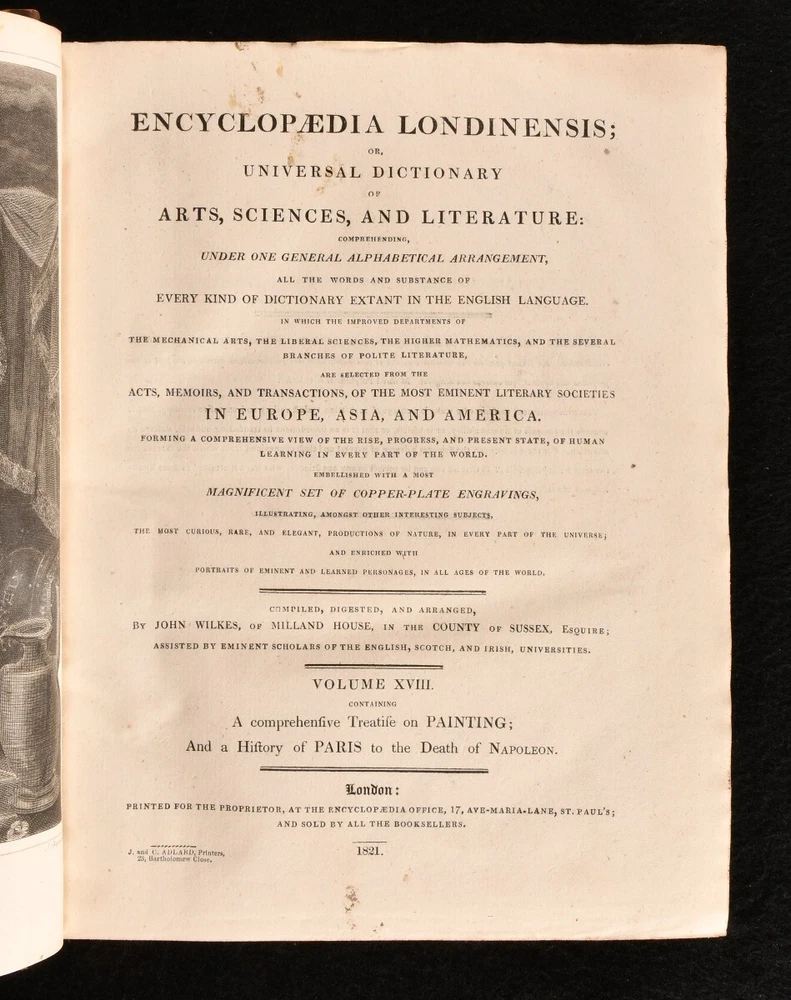 ENCYCLOPÆDIA LONDINENSIS;
OR,
UNIVERSAL DICTIONARY
OF
ARTS, SCIENCES, AND LITERATURE:
COMPREHENDING,
UNDER ONE GENERAL ALPHABETICAL ARRANGEMENT,
ALL THE WORDS AND SUBSTANCE OF
EVERY KIND OF DICTIONARY EXTANT IN THE ENGLISH LANGUAGE.
IN WHICH THE IMPROVED DEPARTMENTS OF
THE MECHANICAL ARTS, THE LIBERAL SCIENCES, THE HIGHER MATHEMATICS, AND THE SEVERAL
BRANCHES OF POLITE LITERATURE,
ARE SELECTED FROM THE
ACTS, MEMOIRS, AND TRANSACTIONS, OF THE MOST EMINENT LITERARY SOCIETIES
IN EUROPE, ASIA, AND AMERICA.
FORMING A COMPREHENSIVE VIEW OF THE RISE, PROGRESS, AND PRESENT STATE, OF HUMAN
LEARNING IN EVERY PART OF THE WORLD.
EMBELLISHED WITH A MOST
MAGNIFICENT SET OF COPPER-PLATE ENGRAVINGS,
ILLUSTRATING, AMONGST OTHER INTERESTING SUBJECTS,
THE MOST CURIOUS, RARE, AND ELEGANT, PRODUCTIONS OF NATURE, IN EVERY PART OF THE UNIVERSE;
AND ENRICHED WITH
PORTRAITS OF EMINENT AND LEARNED PERSONAGES, IN ALL AGES OF THE WORLD.
COMPILED, DIGESTED, AND ARRANGED,
BY JOHN WILKES, OF MILLAND HOUSE, IN THE COUNTY OF SUSSEX, ESQUIRE;
ASSISTED BY EMINENT SCHOLARS OF THE ENGLISH, SCOTCH, AND IRISH, UNIVERSITIES.
VOLUME XVIII.
CONTAINING
A comprehenſive Treatiſe on PAINTING;
And a Hiſtory of PARIS to the Death of NAPOLEON.
London:
PRINTED FOR THE PROPRIETOR, AT THE ENCYCLOPÆDIA OFFICE, 17, AVE-MARIA-LANE, ST. PAUL'S;
AND SOLD BY ALL THE BOOKSELLERS.
1821.
J. and C. ADLARD, Printers,
23, Bartholomew Close.